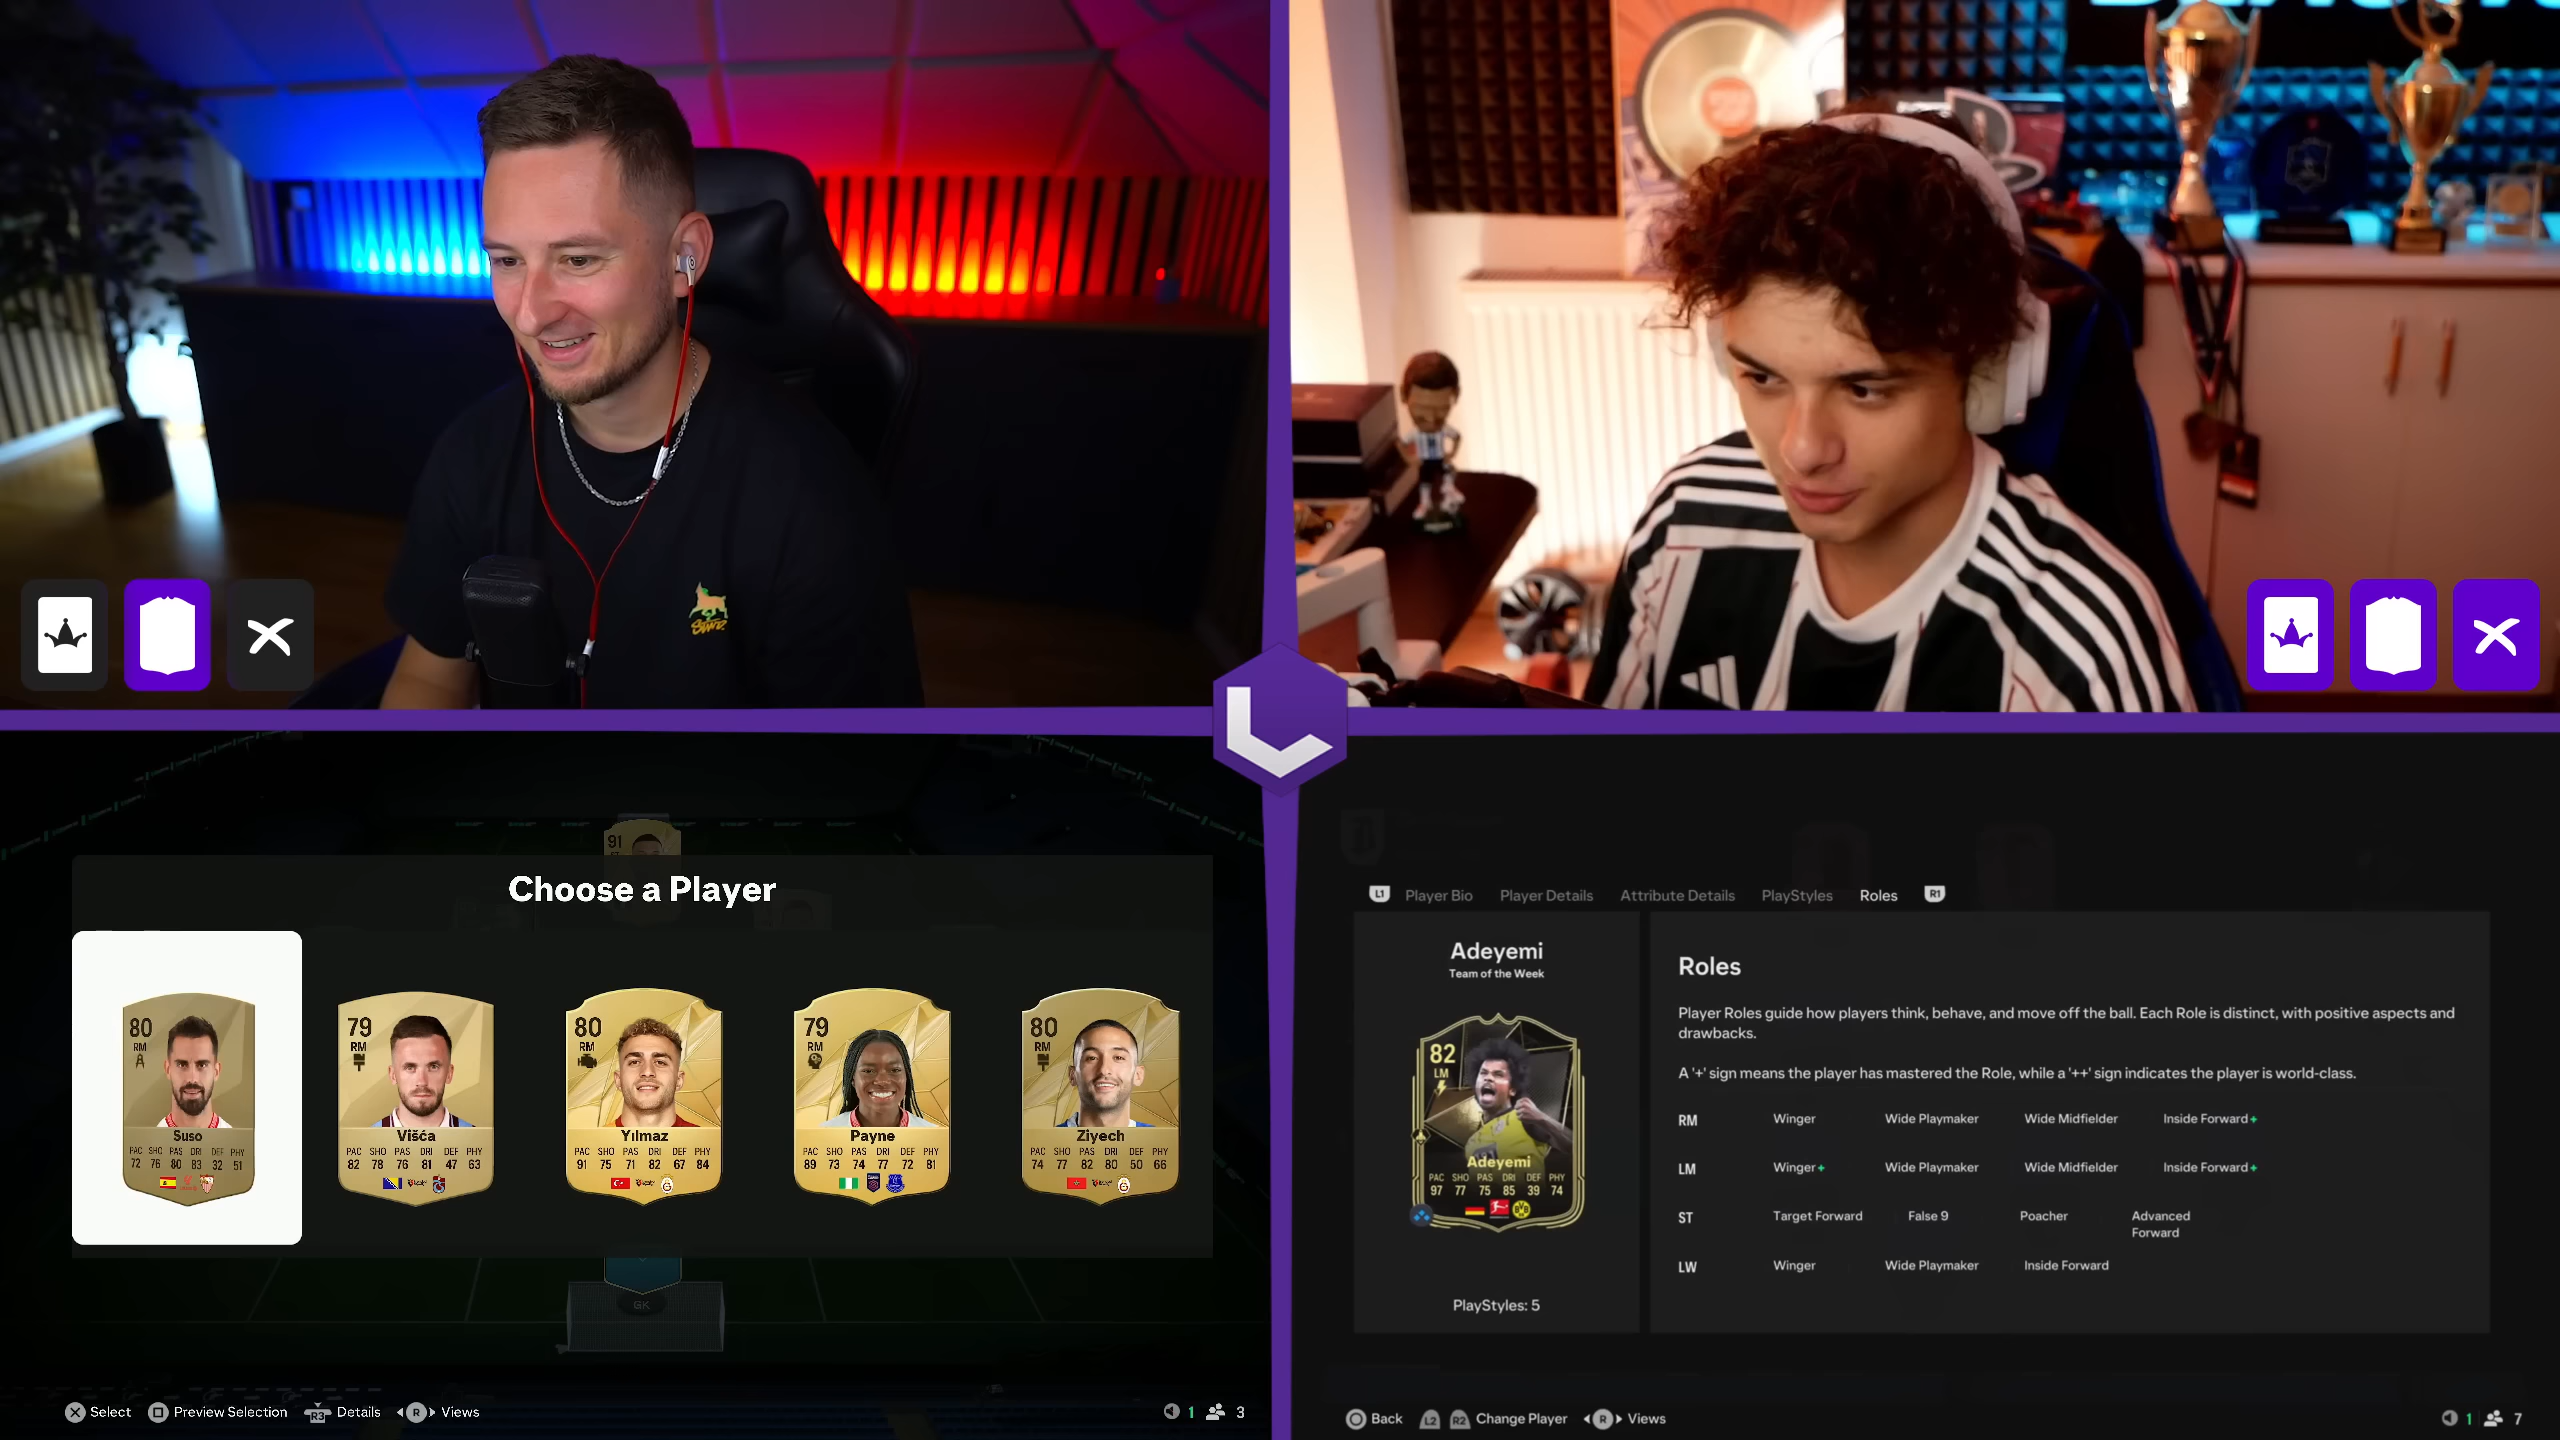 STWD.
91
Choose a Player
80
RM
Suso
PAC SHO PAS DRI DEF PHY
72 76 80 83 32 51
79
RM
Višća
PAC SHO PAS DRI DEF PHY
82 78 76 81 47 63
80
RM
Yılmaz
PAC SHO PAS DRI DEF PHY
91 75 71 82 67 84
79
RM
Payne
PAC SHO PAS DRI DEF PHY
89 73 74 77 72 81
80
RM
Ziyech
PAC SHO PAS DRI DEF PHY
74 77 82 80 50 66
GK
Select Preview Selection R3 Details R Views
1 3
L1 Player Bio Player Details Attribute Details PlayStyles Roles R1
Adeyemi
Team of the Week
82
LM
Adeyemi
PAC SHO PAS DRI DEF PHY
97 77 75 85 39 74
PlayStyles: 5
Roles
Player Roles guide how players think, behave, and move off the ball. Each Role is distinct, with positive aspects and
drawbacks.
A '+' sign means the player has mastered the Role, while a '++' sign indicates the player is world-class.
RM Winger Wide Playmaker Wide Midfielder Inside Forward+
LM Winger+ Wide Playmaker Wide Midfielder Inside Forward+
ST Target Forward False 9 Poacher Advanced
Forward
LW Winger Wide Playmaker Inside Forward
Back L2 R2 Change Player R Views
1 7